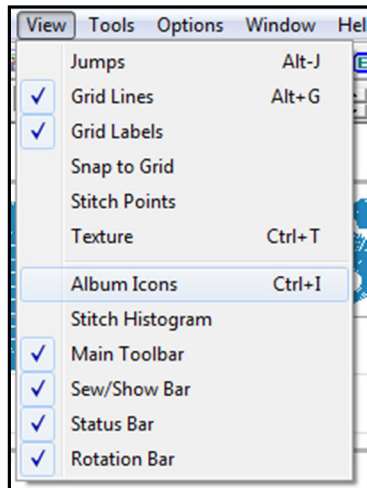 View Tools Options Window Hel
Jumps Alt-J
Grid Lines Alt+G
Grid Labels
Snap to Grid
Stitch Points
Texture Ctrl+T
Album Icons Ctrl+I
Stitch Histogram
Main Toolbar
Sew/Show Bar
Status Bar
Rotation Bar